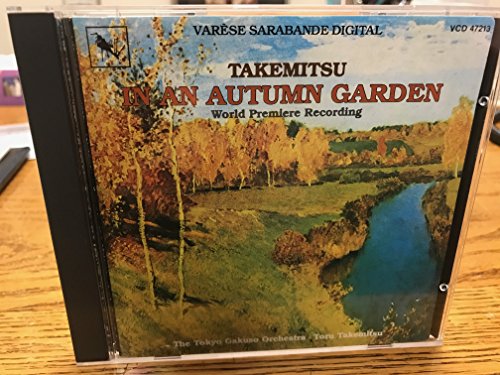 VARÈSE SARABANDE DIGITAL
VCD 47213
TAKEMITSU
IN AN AUTUMN GARDEN
World Premiere Recording
The Tokyo Gakuso Orchestra · Toru Takemitsu